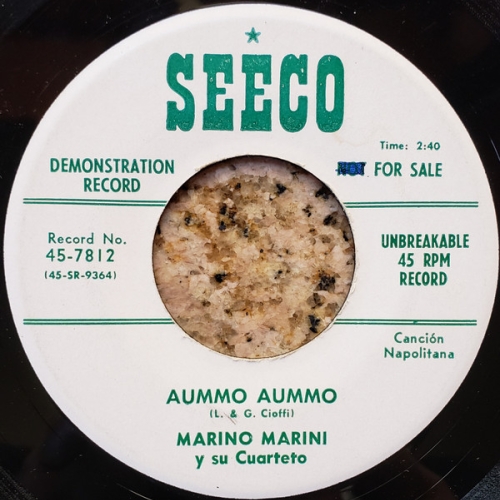 SEECO
Time: 2:40
DEMONSTRATION
RECORD
FOR SALE
Record No.
45-7812
(45-SR-9364)
UNBREAKABLE
45 RPM
RECORD
Canción
Napolitana
AUMMO AUMMO
(L. & G. Cioffi)
MARINO MARINI
y su Cuarteto